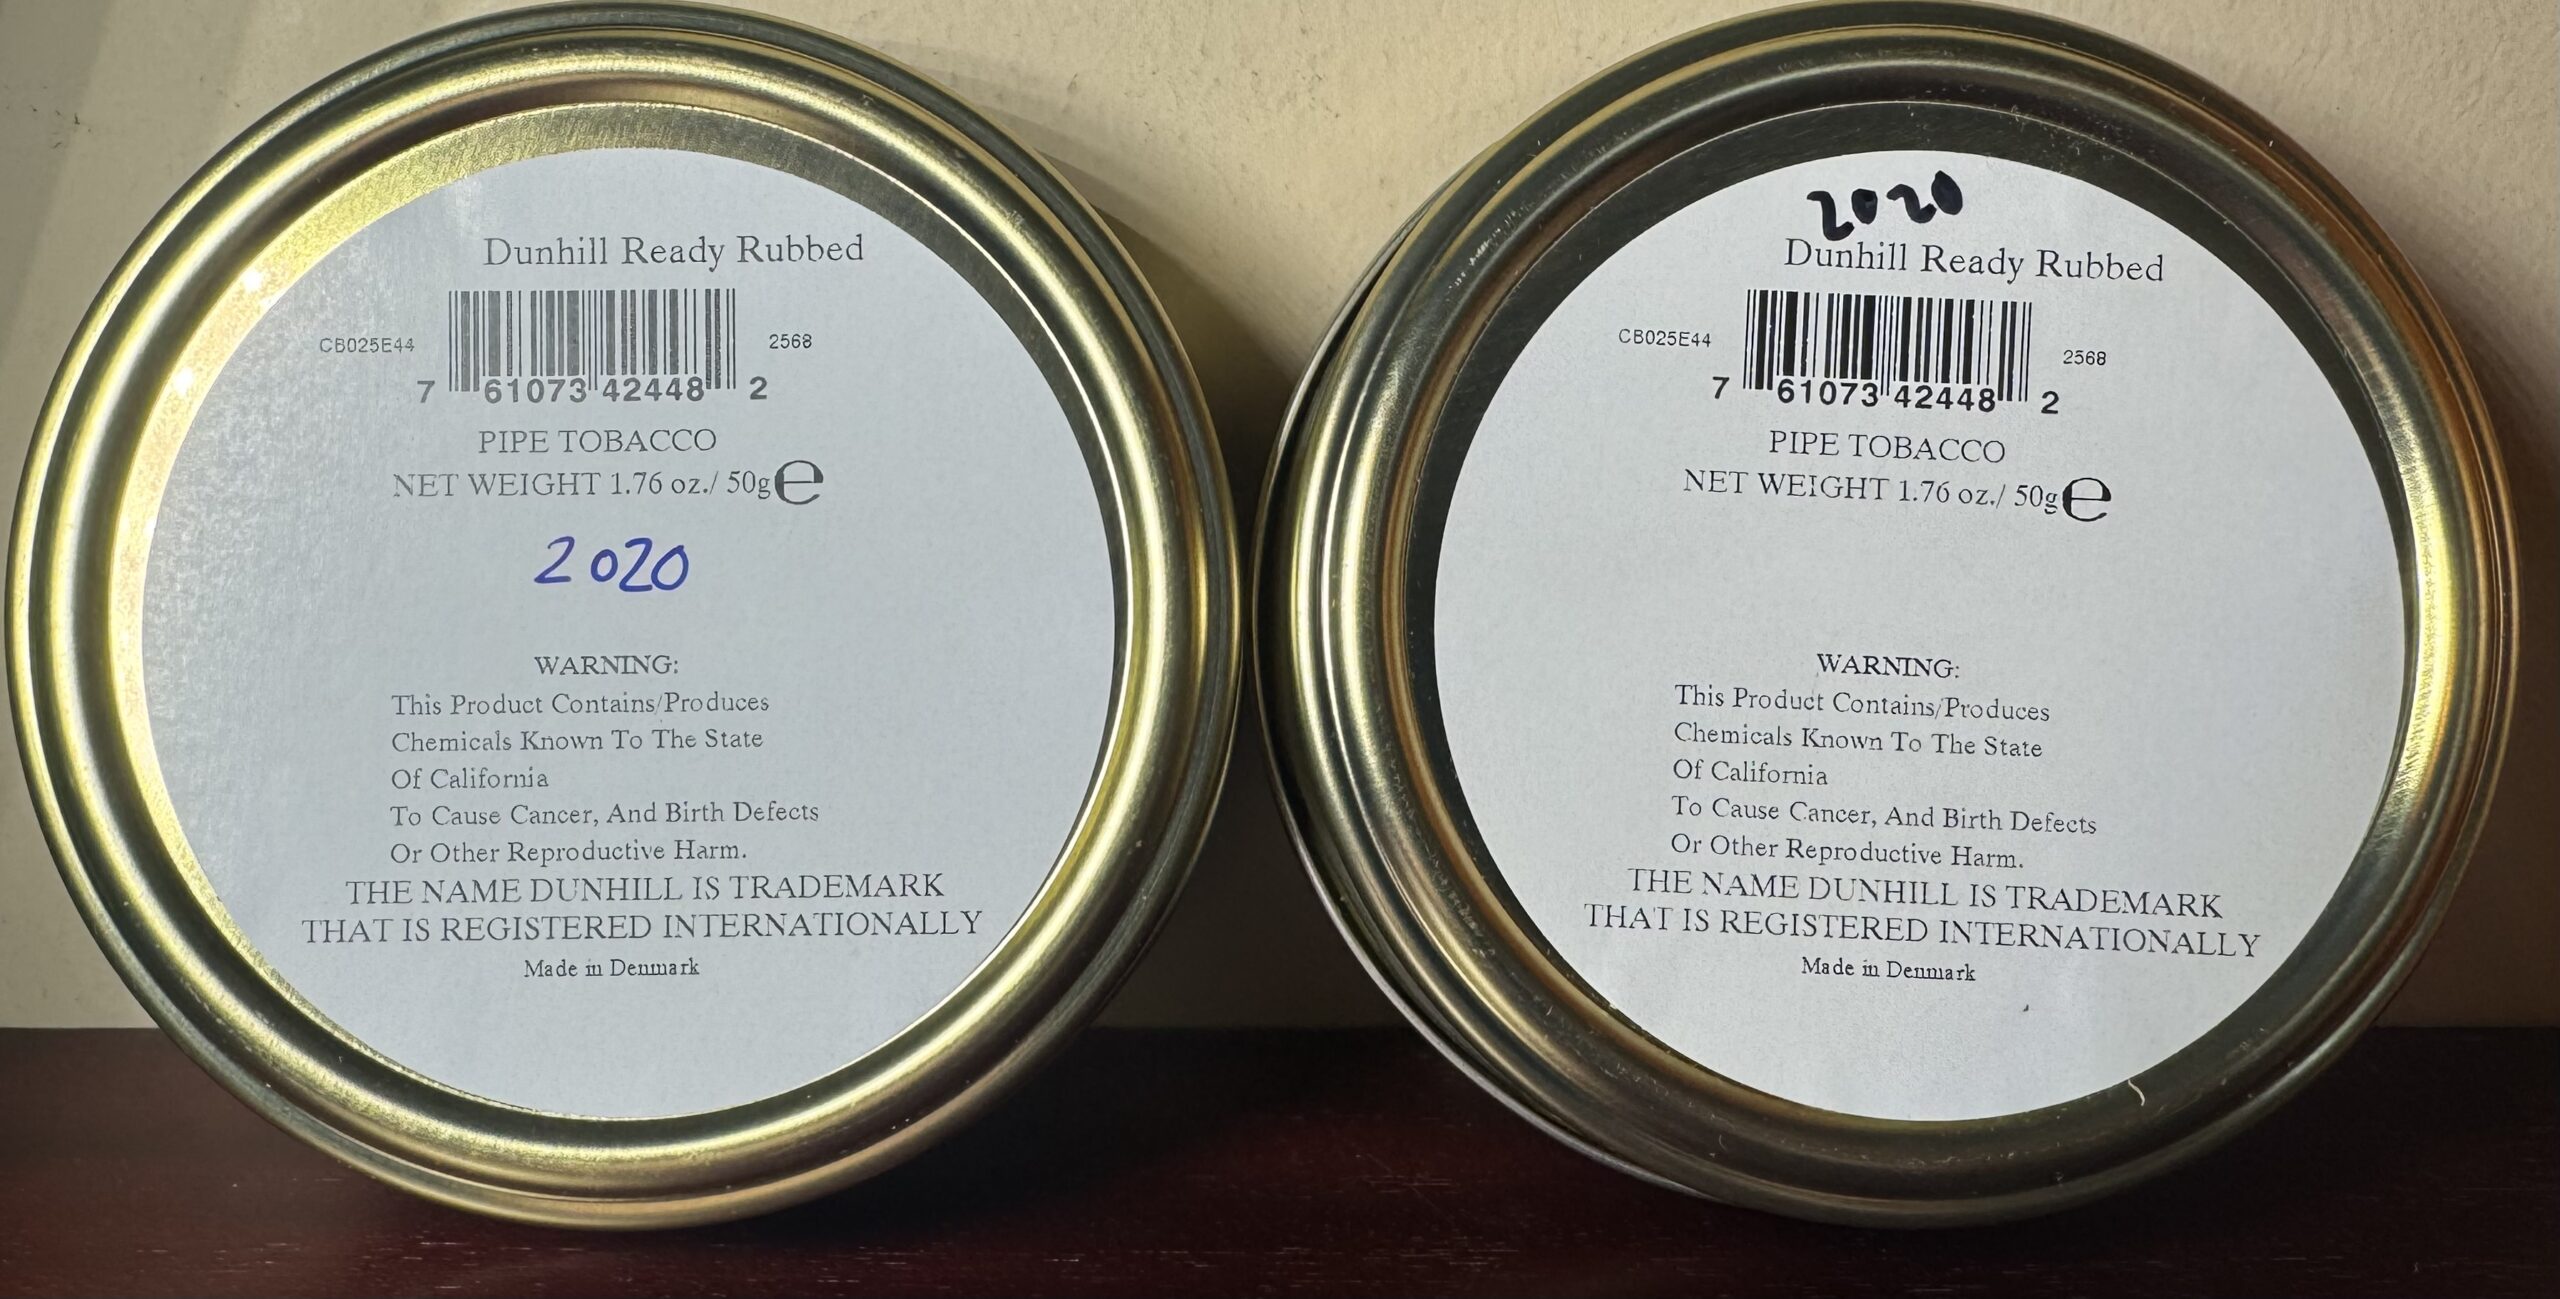 Dunhill Ready Rubbed
CB025E44
2568
7 61073 42448 2
PIPE TOBACCO
NET WEIGHT 1.76 oz./ 50g e
2020
WARNING:
This Product Contains/Produces
Chemicals Known To The State
Of California
To Cause Cancer, And Birth Defects
Or Other Reproductive Harm.
THE NAME DUNHILL IS TRADEMARK
THAT IS REGISTERED INTERNATIONALLY
Made in Denmark
2020
Dunhill Ready Rubbed
CB025E44
2568
7 61073 42448 2
PIPE TOBACCO
NET WEIGHT 1.76 oz./ 50g e
WARNING:
This Product Contains/Produces
Chemicals Known To The State
Of California
To Cause Cancer, And Birth Defects
Or Other Reproductive Harm.
THE NAME DUNHILL IS TRADEMARK
THAT IS REGISTERED INTERNATIONALLY
Made in Denmark